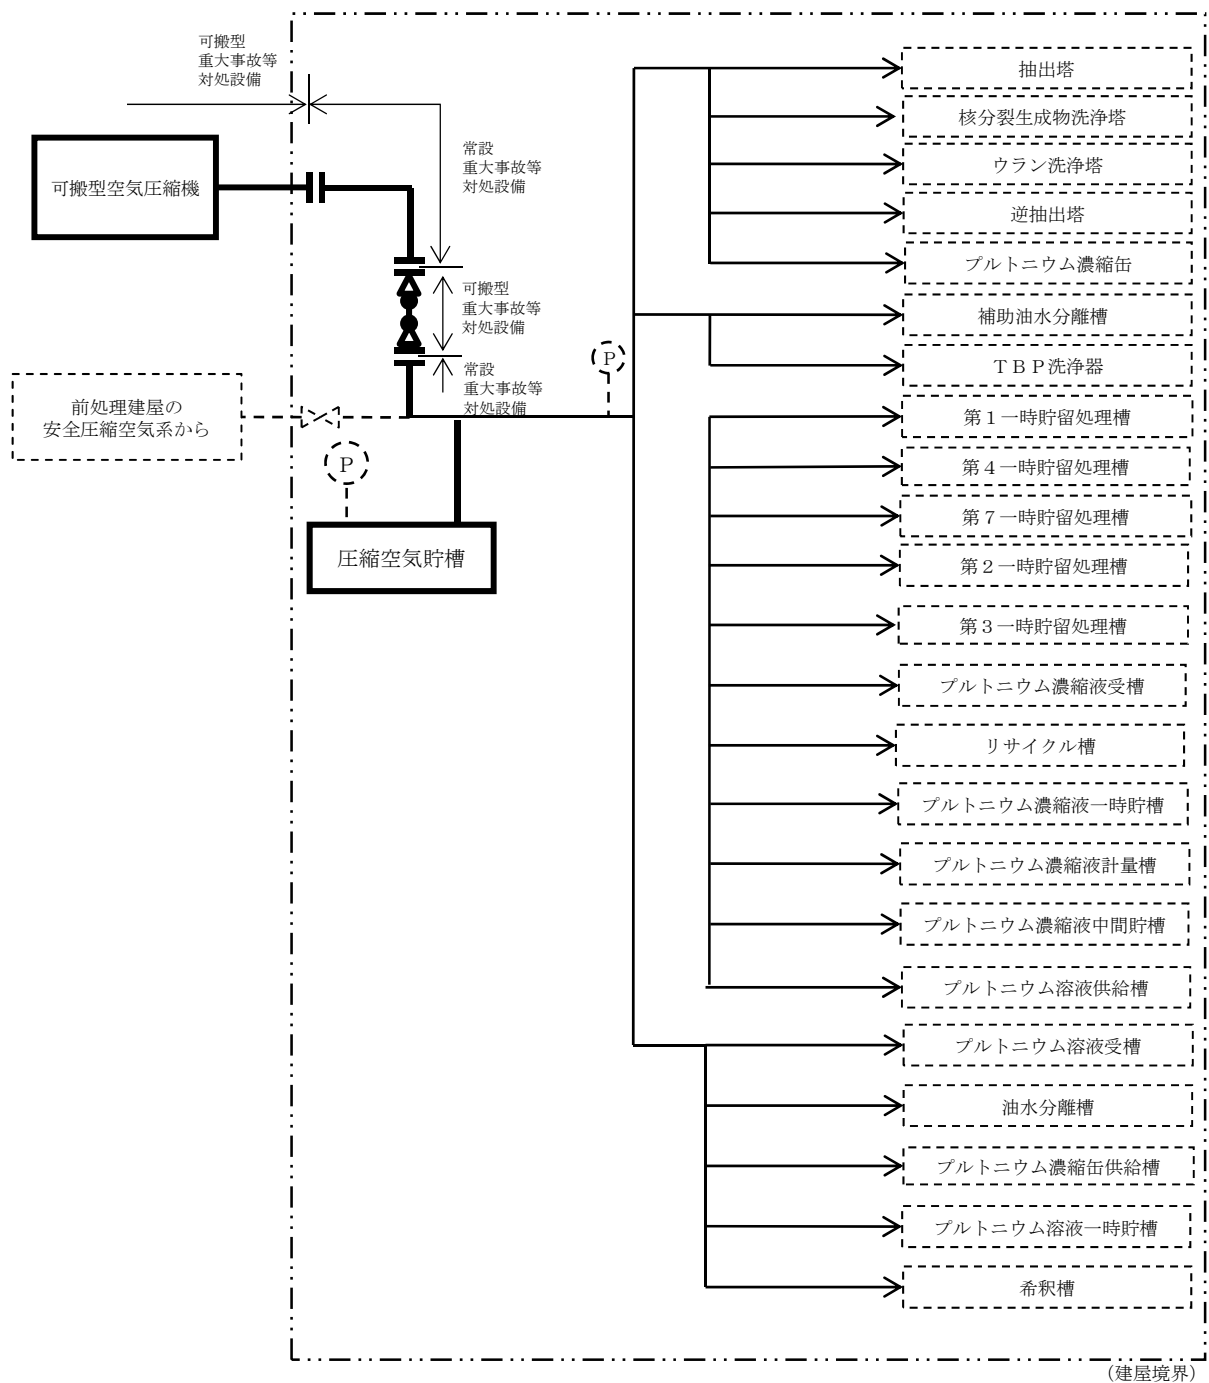 可搬型
重大事故等
対処設備
可搬型空気圧縮機
常設
重大事故等
対処設備
可搬型
重大事故等
対処設備
常設
重大事故等
対処設備
前処理建屋の
安全圧縮空気系から
P
P
圧縮空気貯槽
抽出塔
核分裂生成物洗浄塔
ウラン洗浄塔
逆抽出塔
プルトニウム濃縮缶
補助油水分離槽
ＴＢＰ洗浄器
第１一時貯留処理槽
第４一時貯留処理槽
第７一時貯留処理槽
第２一時貯留処理槽
第３一時貯留処理槽
プルトニウム濃縮液受槽
リサイクル槽
プルトニウム濃縮液一時貯槽
プルトニウム濃縮液計量槽
プルトニウム濃縮液中間貯槽
プルトニウム溶液供給槽
プルトニウム溶液受槽
油水分離槽
プルトニウム濃縮缶供給槽
プルトニウム溶液一時貯槽
希釈槽
（建屋境界）